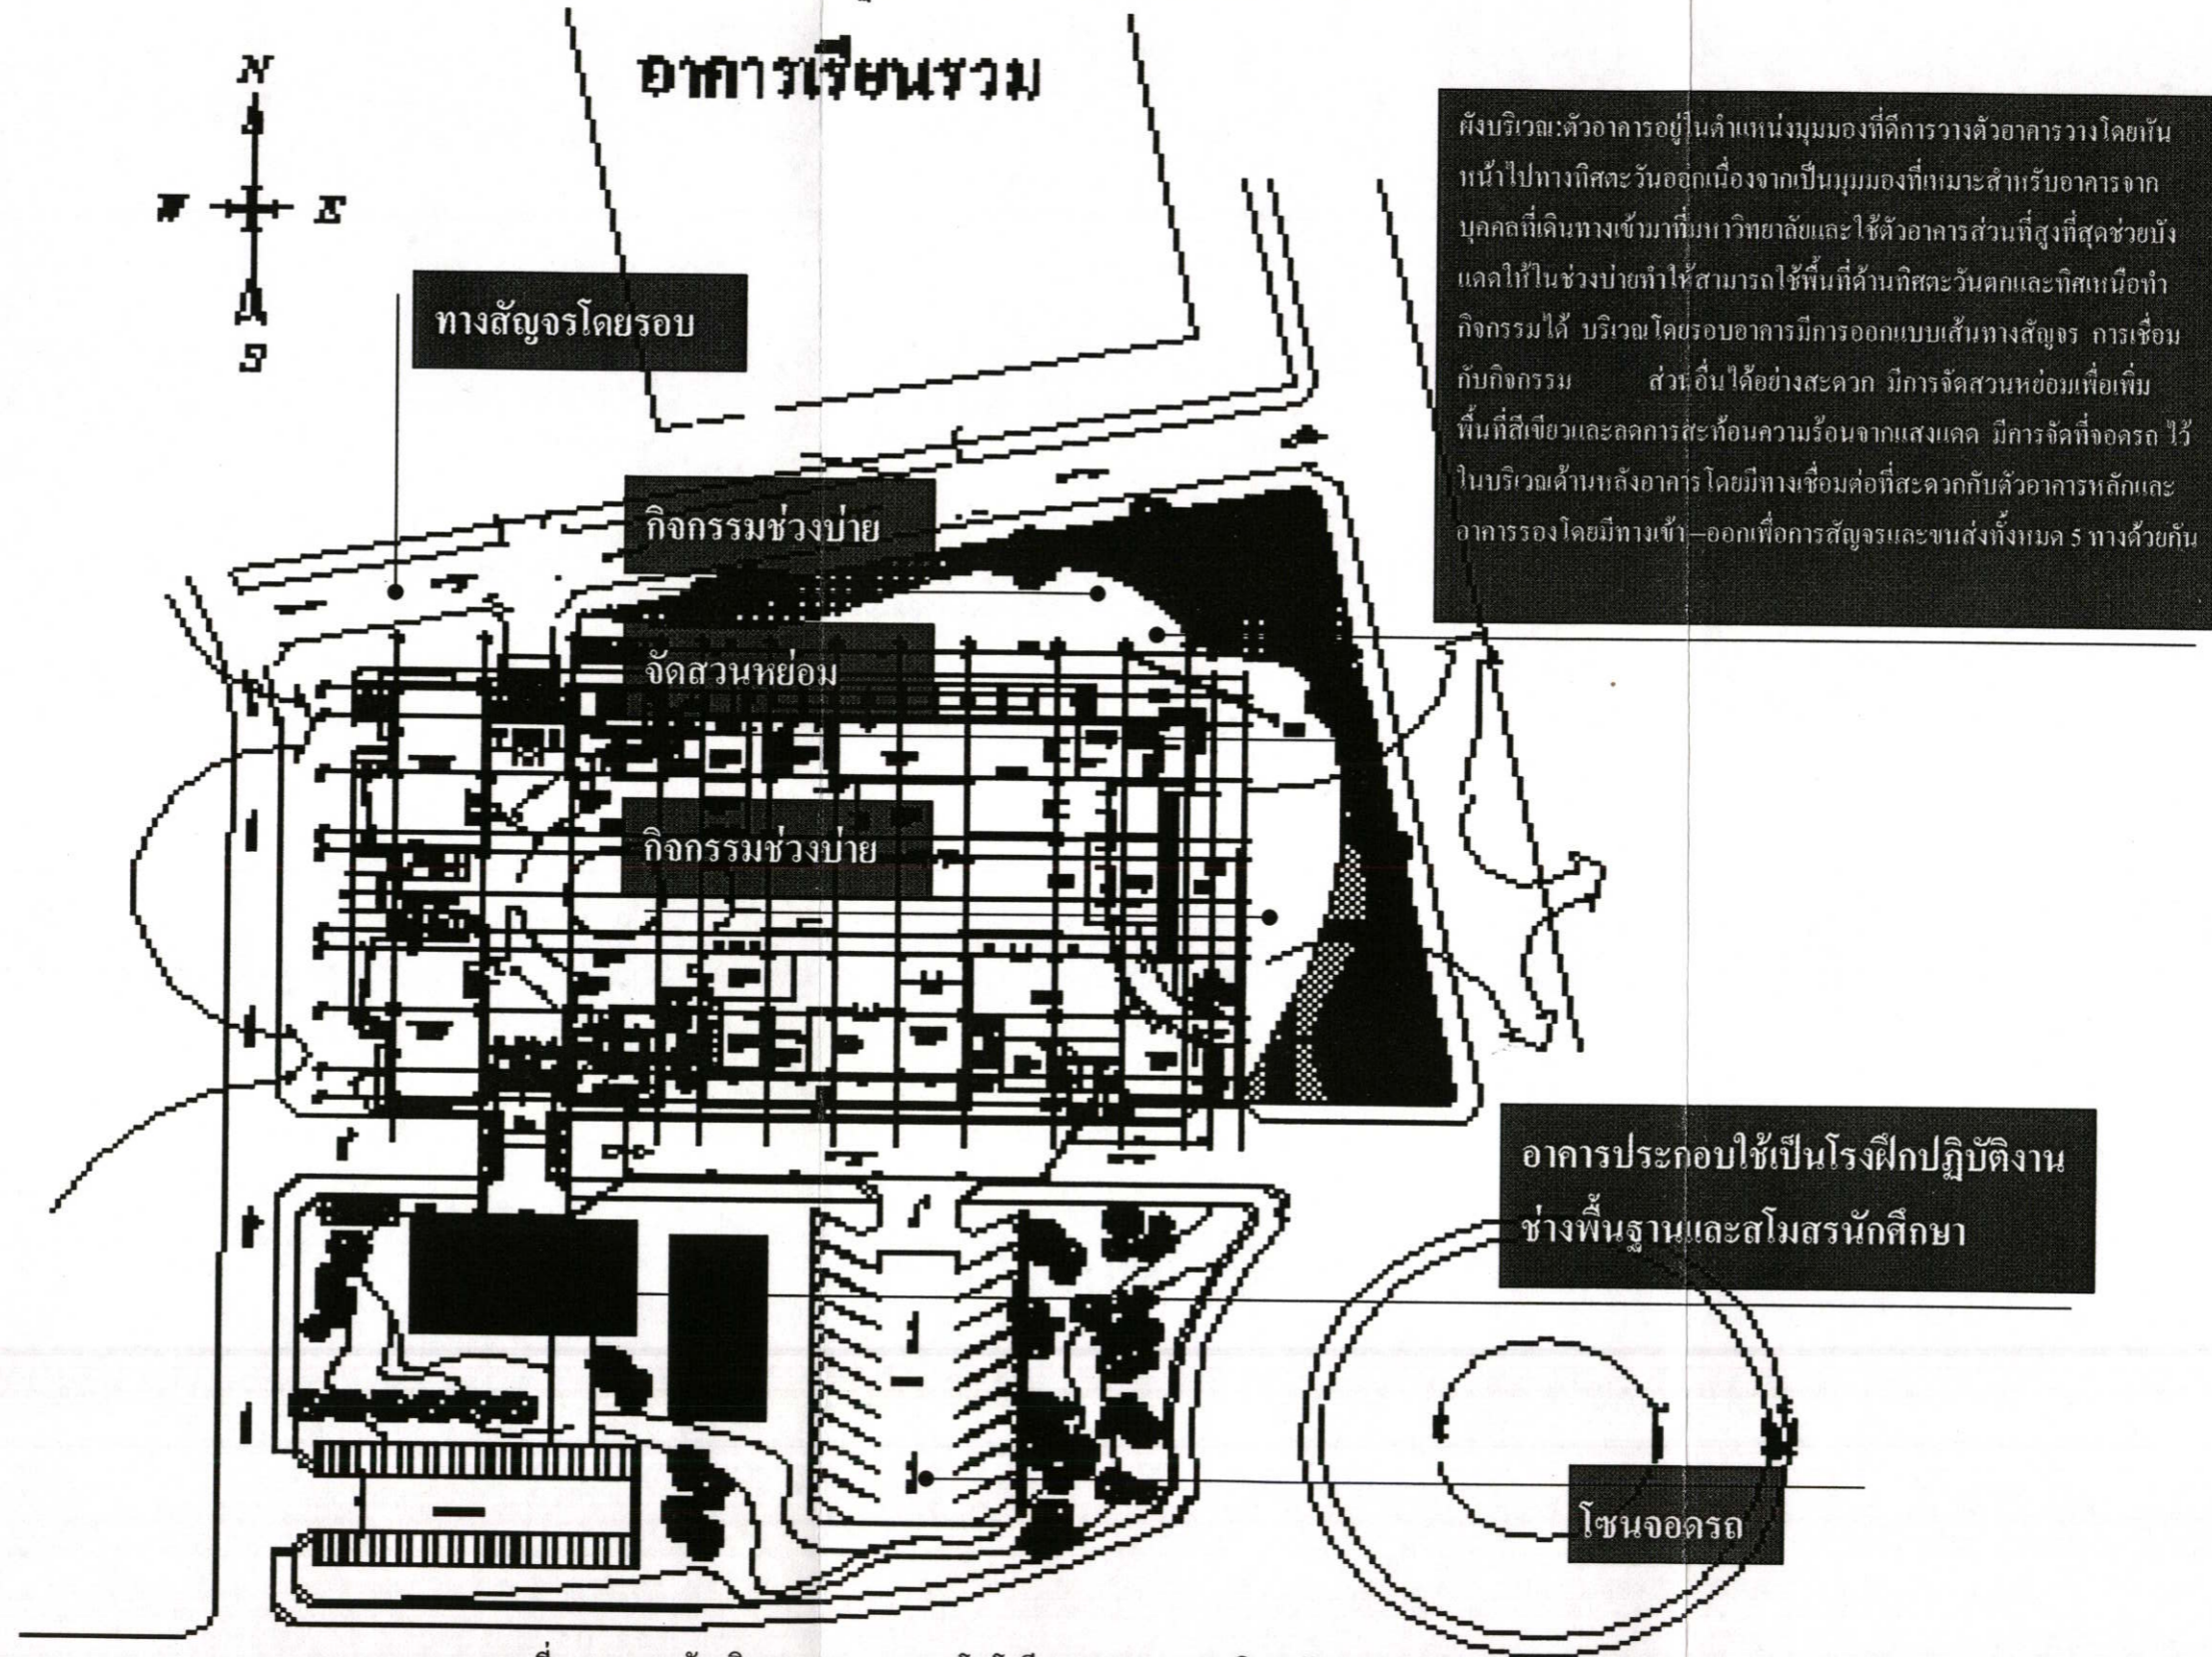 อาคารเรียนรวม
N
W
E
S
ทางสัญจรโดยรอบ
ผังบริเวณ:ตัวอาคารอยู่ในตำแหน่งมุมมองที่ดีการวางตัวอาคารวางโดยหัน
หน้าไปทางทิศตะวันออกเนื่องจากเป็นมุมมองที่เหมาะสำหรับอาคารจาก
บุคคลที่เดินทางเข้ามาที่มหาวิทยาลัยและใช้ตัวอาคารส่วนที่สูงที่สุดช่วยบัง
แดดให้ในช่วงบ่ายทำให้สามารถใช้พื้นที่ด้านทิศตะวันตกและทิศเหนือทำ
กิจกรรมได้ บริเวณโดยรอบอาคารมีการออกแบบเส้นทางสัญจร การเชื่อม
กับกิจกรรม ส่วนอื่นได้อย่างสะดวก มีการจัดสวนหย่อมเพื่อเพิ่ม
พื้นที่สีเขียวและลดการสะท้อนความร้อนจากแสงแดด มีการจัดที่จอดรถ ไว้
ในบริเวณด้านหลังอาคารโดยมีทางเชื่อมต่อที่สะดวกกับตัวอาคารหลักและ
อาคารรองโดยมีทางเข้า–ออกเพื่อการสัญจรและขนส่งทั้งหมด 5 ทางด้วยกัน
กิจกรรมช่วงบ่าย
จัดสวนหย่อม
กิจกรรมช่วงบ่าย
อาคารประกอบใช้เป็นโรงฝึกปฏิบัติงาน
ช่างพื้นฐานและสโมสรนักศึกษา
โซนจอดรถ